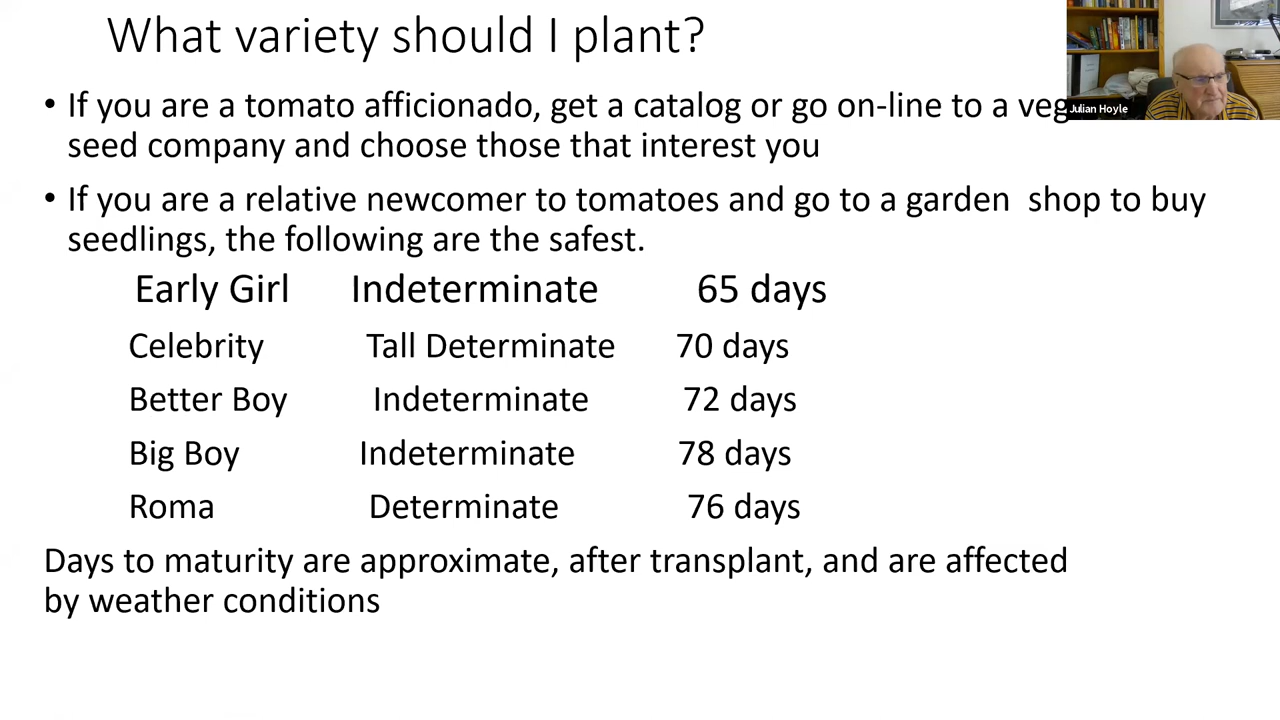 What variety should I plant?
• If you are a tomato afficionado, get a catalog or go on-line to a
seed company and choose those that interest you
• If you are a relative newcomer to tomatoes and go to a garden shop to buy
seedlings, the following are the safest.
Early Girl Indeterminate 65 days
Celebrity Tall Determinate 70 days
Better Boy Indeterminate 72 days
Big Boy Indeterminate 78 days
Roma Determinate 76 days
Days to maturity are approximate, after transplant, and are affected
by weather conditions
Julian Hoyle